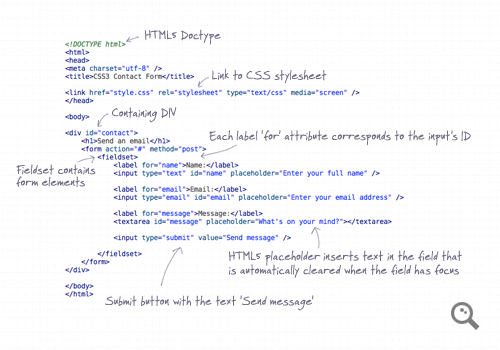 HTML5 Doctype
<!DOCTYPE html>
<html>
<head>
<meta charset="utf-8" />
<title>CSS3 Contact Form</title>
Link to CSS stylesheet
<link href="style.css" rel="stylesheet" type="text/css" media="screen" />
</head>
<body>
Containing DIV
<div id="contact">
<h1>Send an email</h1>
Each label 'for' attribute corresponds to the input's ID
<form action="#" method="post">
<fieldset>
Fieldset contains
form elements
<label for="name">Name:</label>
<input type="text" id="name" placeholder="Enter your full name" />
<label for="email">Email:</label>
<input type="email" id="email" placeholder="Enter your email address" />
<label for="message">Message:</label>
<textarea id="message" placeholder="What's on your mind?"></textarea>
<input type="submit" value="Send message" />
HTML5 placeholder inserts text in the field that
is automatically cleared when the field has focus
</fieldset>
</form>
</div>
</body>
</html>
Submit button with the text 'Send message'